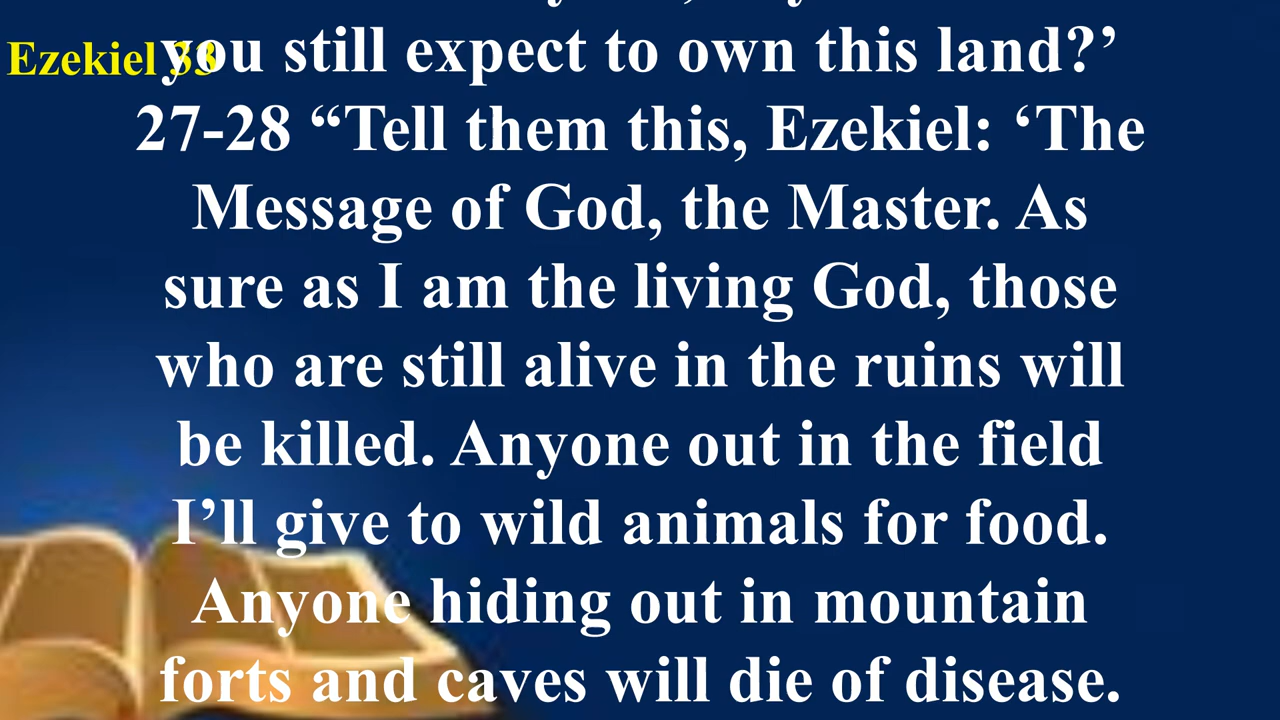 Ezekiel 33
you still expect to own this land?’
27-28 “Tell them this, Ezekiel: ‘The
Message of God, the Master. As
sure as I am the living God, those
who are still alive in the ruins will
be killed. Anyone out in the field
I’ll give to wild animals for food.
Anyone hiding out in mountain
forts and caves will die of disease.